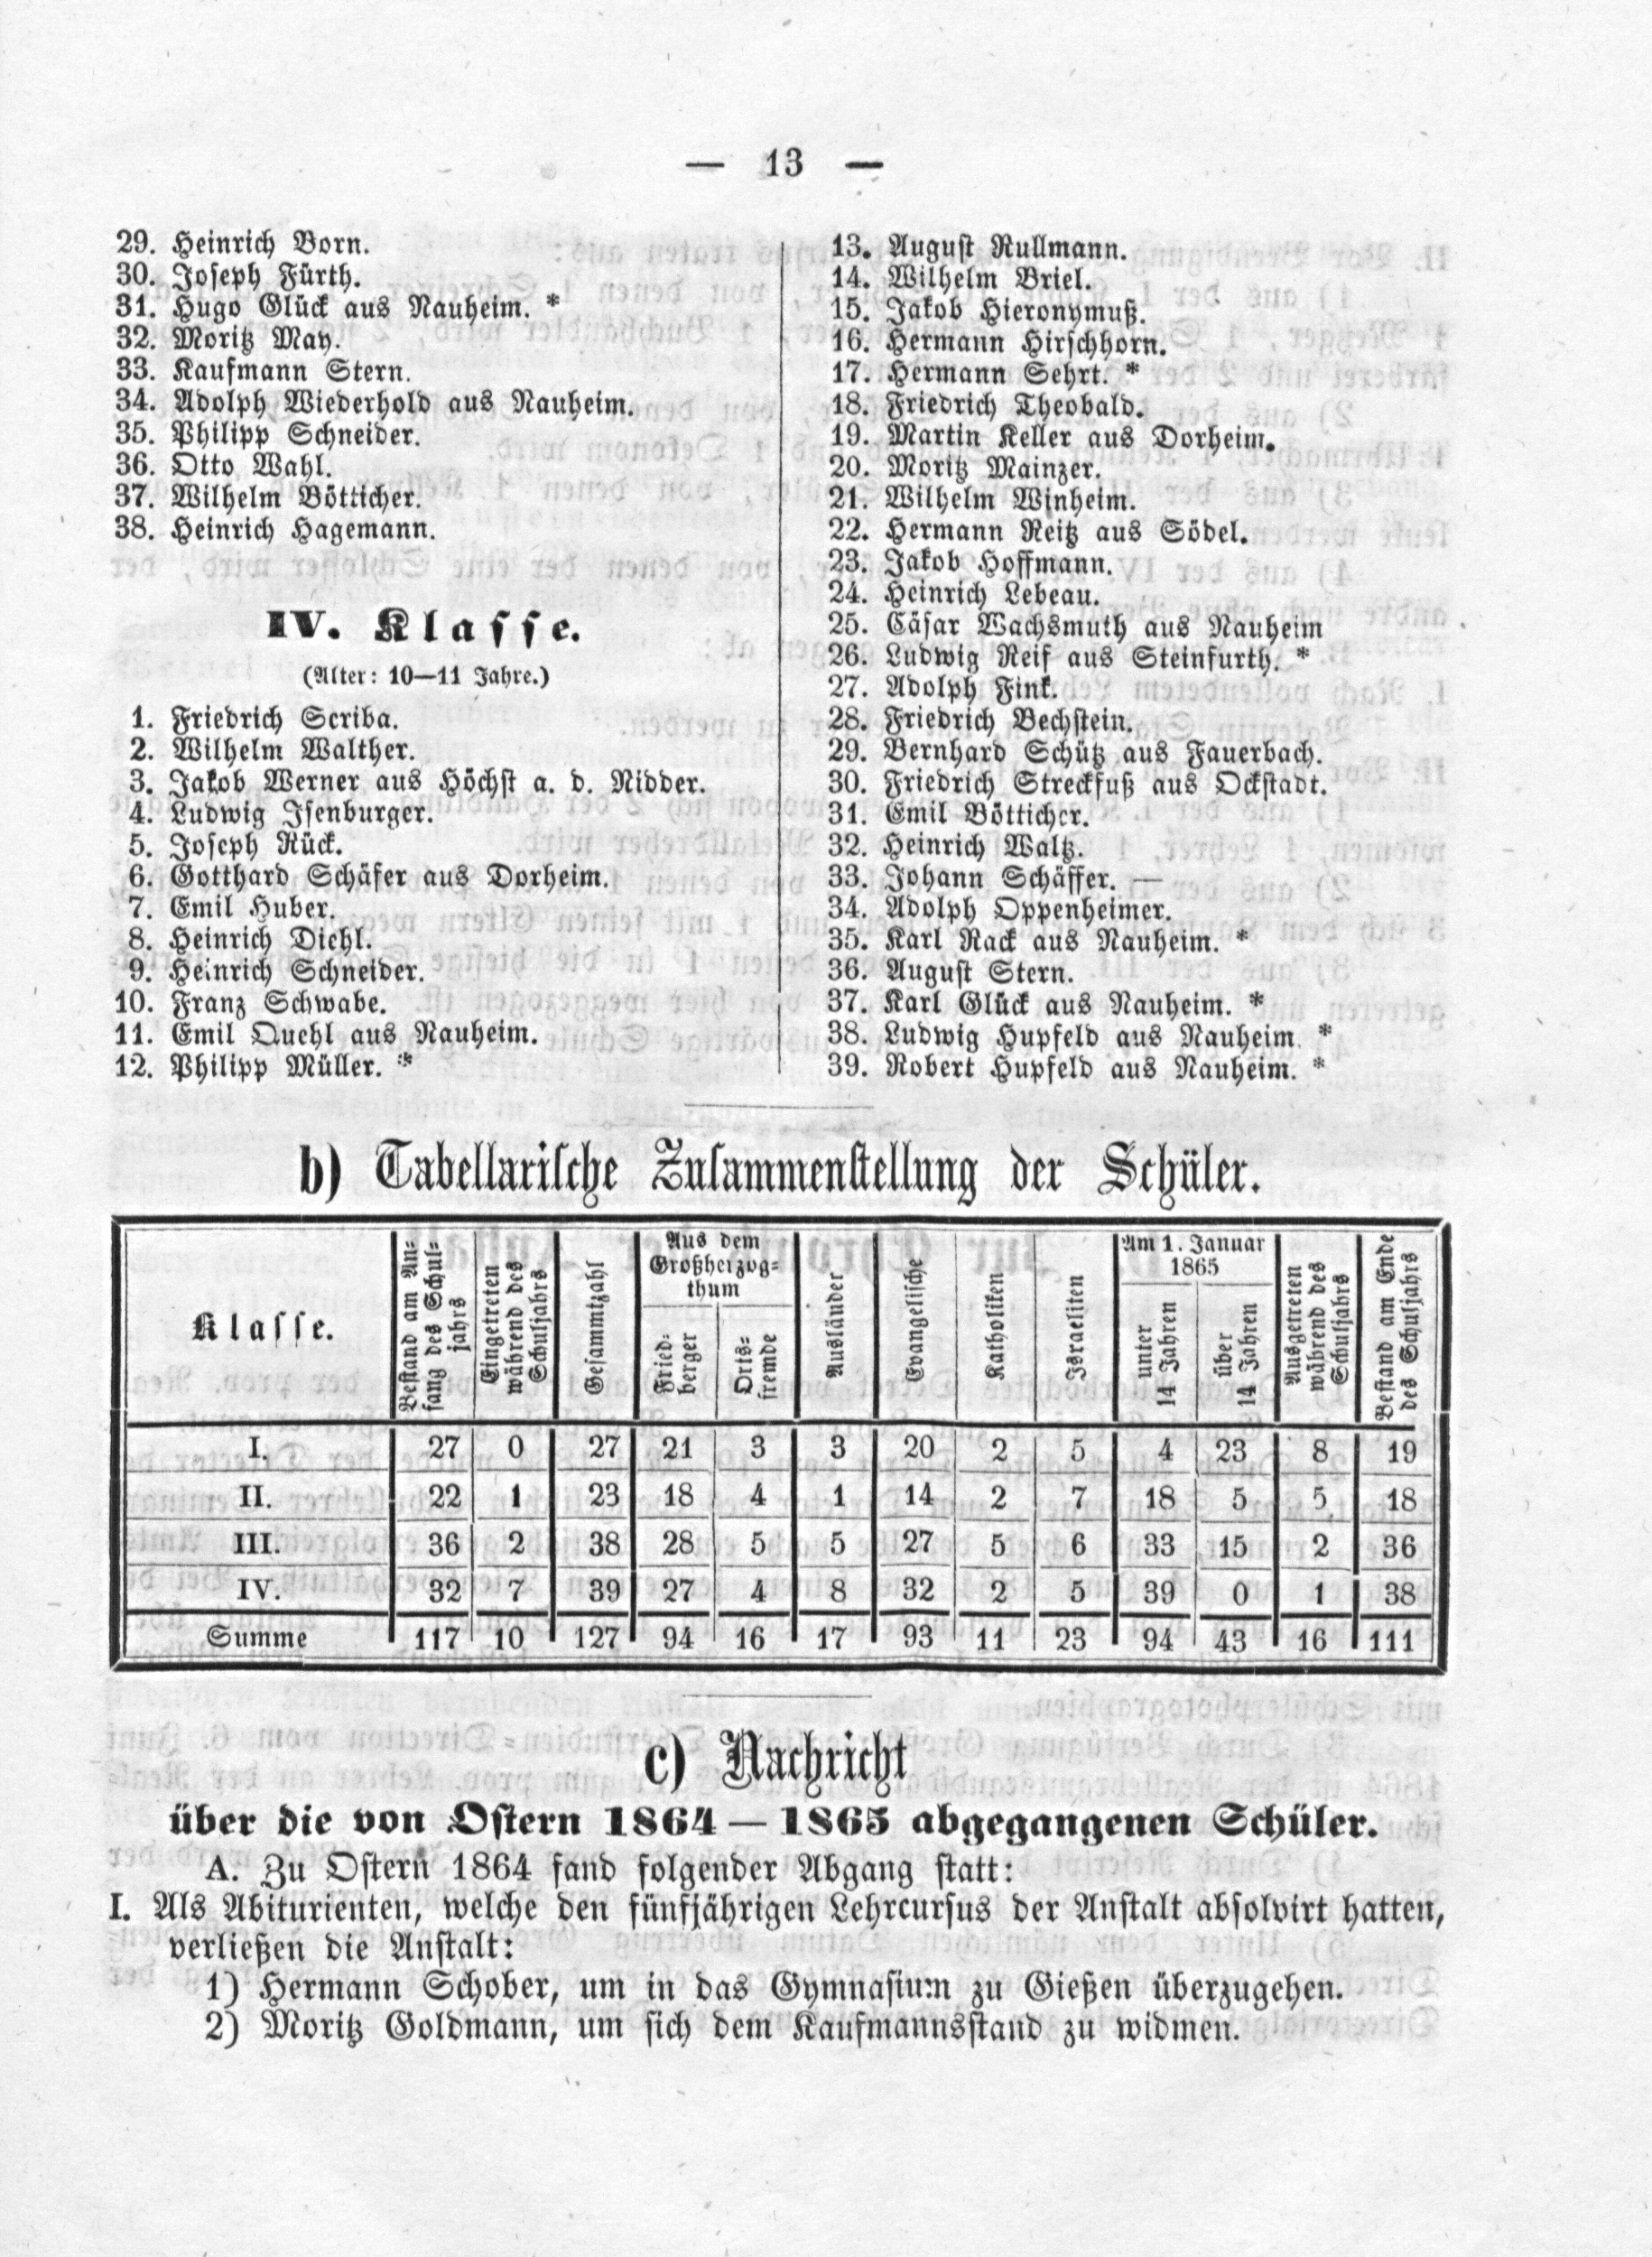 — 13 —
29. Heinrich Born.
30. Joseph Fürth.
31. Hugo Glück aus Nauheim. *
32. Moritz May.
33. Kaufmann Stern.
34. Adolph Wiederhold aus Nauheim.
35. Philipp Schneider.
36. Otto Wahl.
37. Wilhelm Bötticher.
38. Heinrich Hagemann.
IV. Klasse.
(Alter: 10—11 Jahre.)
1. Friedrich Scriba.
2. Wilhelm Walther.
3. Jakob Werner aus Höchst a. d. Nidder.
4. Ludwig Isenburger.
5. Joseph Rück.
6. Gotthard Schäfer aus Dorheim.
7. Emil Huber.
8. Heinrich Diehl.
9. Heinrich Schneider.
10. Franz Schwabe.
11. Emil Quehl aus Nauheim.
12. Philipp Müller. *
13. August Rullmann.
14. Wilhelm Briel.
15. Jakob Hieronymuß.
16. Hermann Hirschhorn.
17. Hermann Sehrt. *
18. Friedrich Theobald.
19. Martin Keller aus Dorheim.
20. Moritz Mainzer.
21. Wilhelm Winheim.
22. Hermann Reitz aus Södel.
23. Jakob Hoffmann.
24. Heinrich Lebeau.
25. Cäsar Wachsmuth aus Nauheim
26. Ludwig Reif aus Steinfurth. *
27. Adolph Fink.
28. Friedrich Bechstein.
29. Bernhard Schütz aus Fauerbach.
30. Friedrich Streckfuß aus Ockstadt.
31. Emil Bötticher.
32. Heinrich Waltz.
33. Johann Schäffer. —
34. Adolph Oppenheimer.
35. Karl Rack aus Nauheim. *
36. August Stern.
37. Karl Glück aus Nauheim. *
38. Ludwig Hupfeld aus Nauheim. *
39. Robert Hupfeld aus Nauheim. *
b) Tabellarische Zusammenstellung der Schüler.
Klasse.
Bestand am An-
fang des Schul-
jahrs
Eingetreten
während des
Schuljahrs
Gesammtzahl
Aus dem
Großherzog-
thum
Fried-
berger
Orts-
fremde
Ausländer
Evangelische
Katholiken
Israeliten
Am 1. Januar
1865
unter
14 Jahren
über
14 Jahren
Ausgetreten
während des
Schuljahrs
Bestand am Ende
des Schuljahrs
I. 27 0 27 21 3 3 20 2 5 4 23 8 19
II. 22 1 23 18 4 1 14 2 7 18 5 5 18
III. 36 2 38 28 5 5 27 5 6 33 15 2 36
IV. 32 7 39 27 4 8 32 2 5 39 0 1 38
Summe 117 10 127 94 16 17 93 11 23 94 43 16 111
c) Nachricht
über die von Ostern 1864 — 1865 abgegangenen Schüler.
A. Zu Ostern 1864 fand folgender Abgang statt:
I. Als Abiturienten, welche den fünfjährigen Lehrcursus der Anstalt absolvirt hatten,
verließen die Anstalt:
1) Hermann Schober, um in das Gymnasium zu Gießen überzugehen.
2) Moritz Goldmann, um sich dem Kaufmannsstand zu widmen.